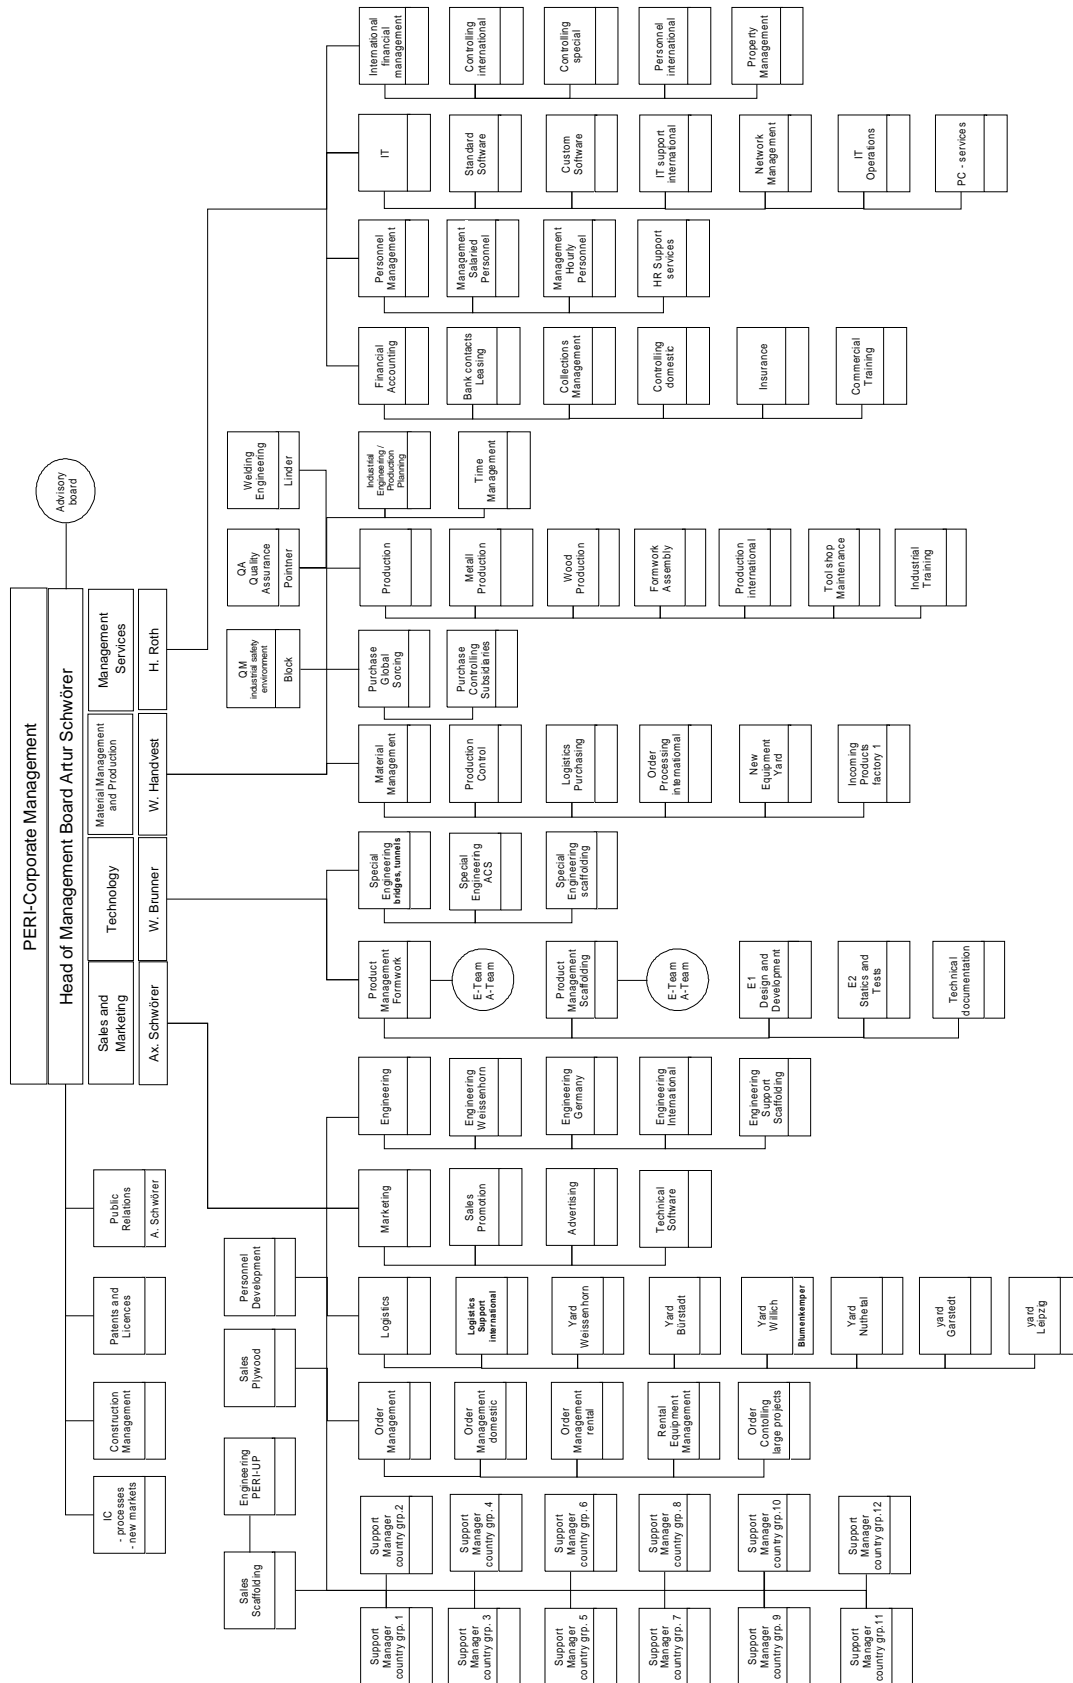 PERI-Corporate Management
Head of Management Board Artur Schwörer
Advisory
board
Sales and
Marketing
Ax. Schwörer
Technology
W. Brunner
Material Management
and Production
W. Handvest
Management
Services
H. Roth
IC
- processes
- new markets
Construction
Management
Patents and
Licences
Public
Relations
A. Schwörer
Sales
Scaffolding
Engineering
PERI-UP
Sales
Plywood
Personnel
Development
QM
industrial safety
environment
Block
QA
Quality
Assurance
Pointner
Welding
Engineering
Linder
Support
Manager
country grp. 1
Support
Manager
country grp.2
Support
Manager
country grp. 3
Support
Manager
country grp. 4
Support
Manager
country grp. 5
Support
Manager
country grp. 6
Support
Manager
country grp. 7
Support
Manager
country grp. 8
Support
Manager
country grp. 9
Support
Manager
country grp.10
Support
Manager
country grp.11
Support
Manager
country grp.12
Order
Management
Order
Management
domestic
Order
Management
rental
Rental
Equipment
Management
Order
Contolling
large projects
Logistics
Logistics
Support
international
Yard
Weissenhorn
Yard
Bürstadt
Yard
Willich
Blumenkemper
Yard
Nuthetal
yard
Garstedt
yard
Leipzig
Marketing
Sales
Promotion
Advertising
Technical
Software
Engineering
Engineering
Weissenhorn
Engineering
Germany
Engineering
International
Engineering
Support
Scaffolding
Product
Management
Formwork
E-Team
A-Team
Product
Management
Scaffolding
E-Team
A-Team
E1
Design and
Development
E2
Statics and
Tests
Technical
documentation
Special
Engineering
bridges, tunnels
Special
Engineering
ACS
Special
Engineering
scaffolding
Material
Management
Production
Control
Logistics
Purchasing
Order
Processing
internatiomal
New
Equipment
Yard
Incoming
Products
factory 1
Purchase
Global
Sorcing
Purchase
Controlling
Subsidiaries
Production
Metall
Production
Wood
Production
Formwork
Assembly
Production
international
Tool shop
Maintenance
Industrial
Training
Industrial
Engineering /
Production
Planning
Time
Management
Financial
Accounting
Bank contacts
Leasing
Collections
Management
Controlling
domestic
Insurance
Commercial
Training
Personnel
Management
Management
Salaried
Personnel
Management
Hourly
Personnel
HR Support
services
IT
Standard
Software
Custom
Software
IT support
international
Network
Management
IT
Operations
PC - services
International
financial
management
Controlling
international
Controlling
special
Personnel
international
Property
Management